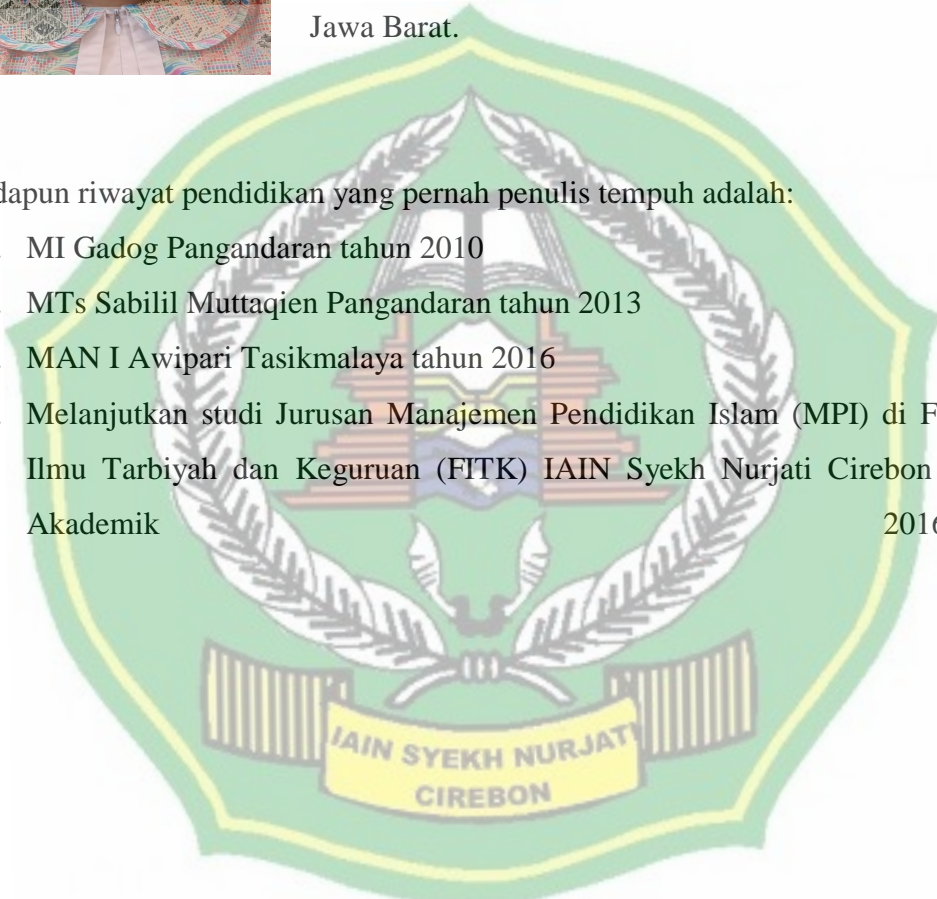 Jawa Barat.
dapun riwayat pendidikan yang pernah penulis tempuh adalah:
MI Gadog Pangandaran tahun 2010
MTs Sabilil Muttaqien Pangandaran tahun 2013
MAN I Awipari Tasikmalaya tahun 2016
Melanjutkan studi Jurusan Manajemen Pendidikan Islam (MPI) di F
Ilmu Tarbiyah dan Keguruan (FITK) IAIN Syekh Nurjati Cirebon
Akademik 2016
IAIN SYEKH NURJATI
CIREBON